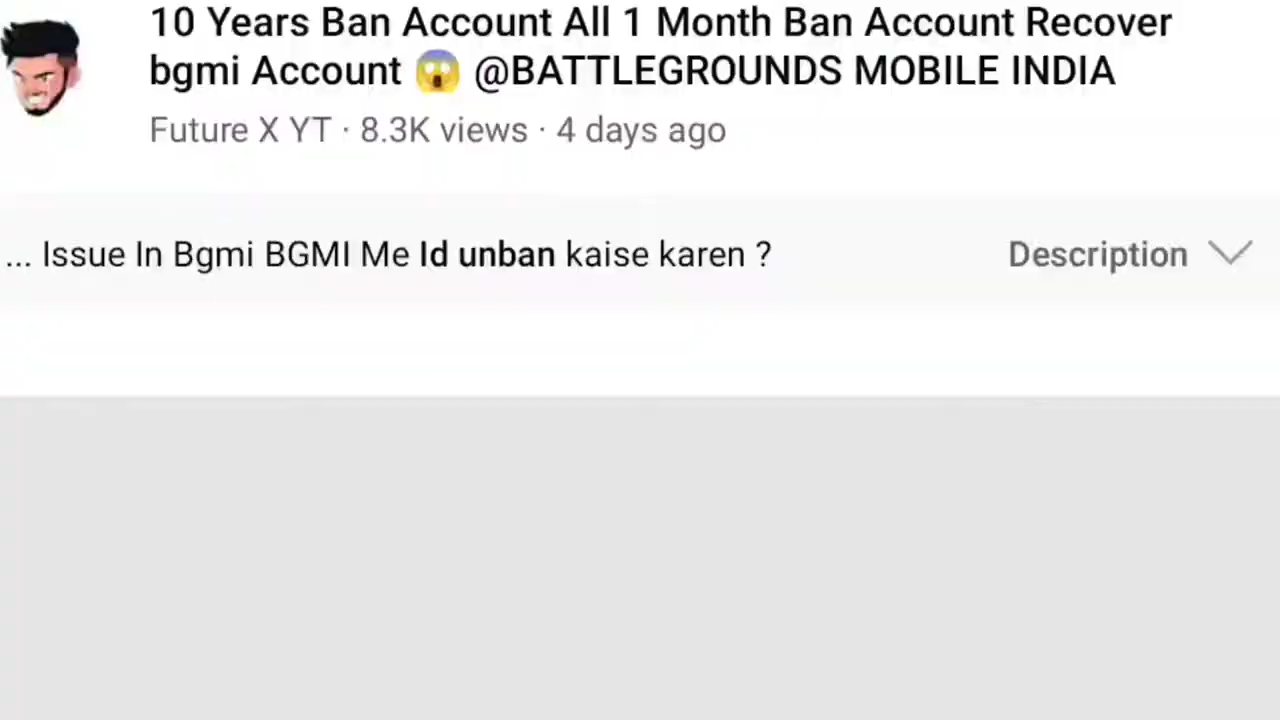 10 Years Ban Account All 1 Month Ban Account Recover
bgmi Account 😱 @BATTLEGROUNDS MOBILE INDIA
Future X YT · 8.3K views · 4 days ago
... Issue In Bgmi BGMI Me Id unban kaise karen ? Description